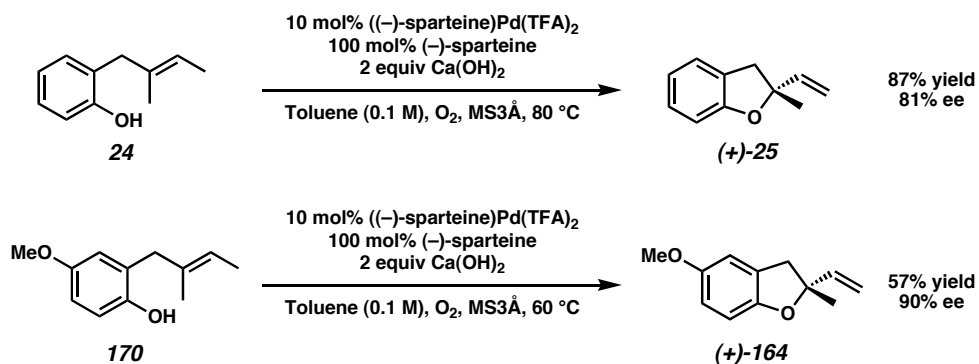 10 mol% ((–)-sparteine)Pd(TFA)2
100 mol% (–)-sparteine
2 equiv Ca(OH)2
Toluene (0.1 M), O2, MS3Å, 80 °C
OH
24
O
(+)-25
87% yield
81% ee
10 mol% ((–)-sparteine)Pd(TFA)2
100 mol% (–)-sparteine
2 equiv Ca(OH)2
Toluene (0.1 M), O2, MS3Å, 60 °C
MeO
OH
170
MeO
O
(+)-164
57% yield
90% ee